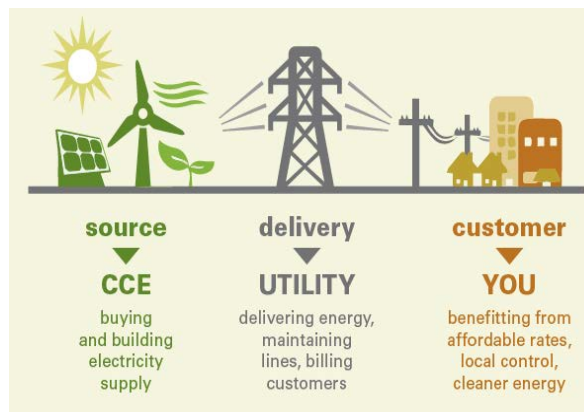 source
CCE
buying
and building
electricity
supply
delivery
UTILITY
delivering energy,
maintaining
lines, billing
customers
customer
YOU
benefitting from
affordable rates,
local control,
cleaner energy